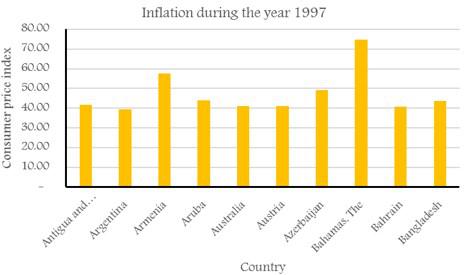 Inflation during the year 1997
Consumer price index
80.00
70.00
60.00
50.00
40.00
30.00
20.00
10.00
-
Antigua and...
Argentina
Armenia
Aruba
Australia
Austria
Azerbaijan
Bahamas, The
Bahrain
Bangladesh
Country